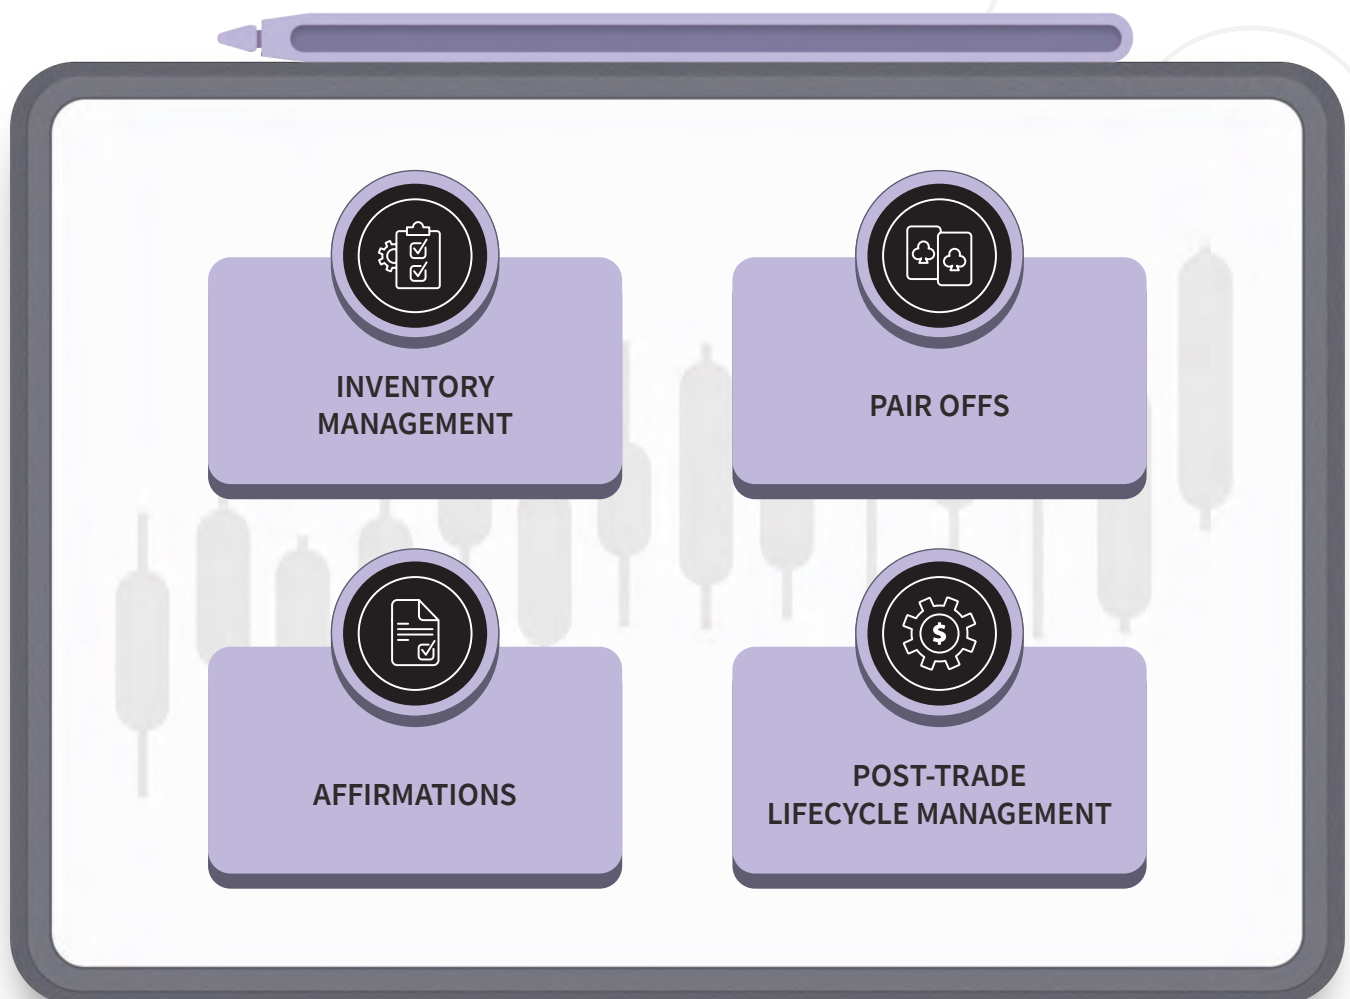 INVENTORY
MANAGEMENT
PAIR OFFS
AFFIRMATIONS
$
POST-TRADE
LIFECYCLE MANAGEMENT